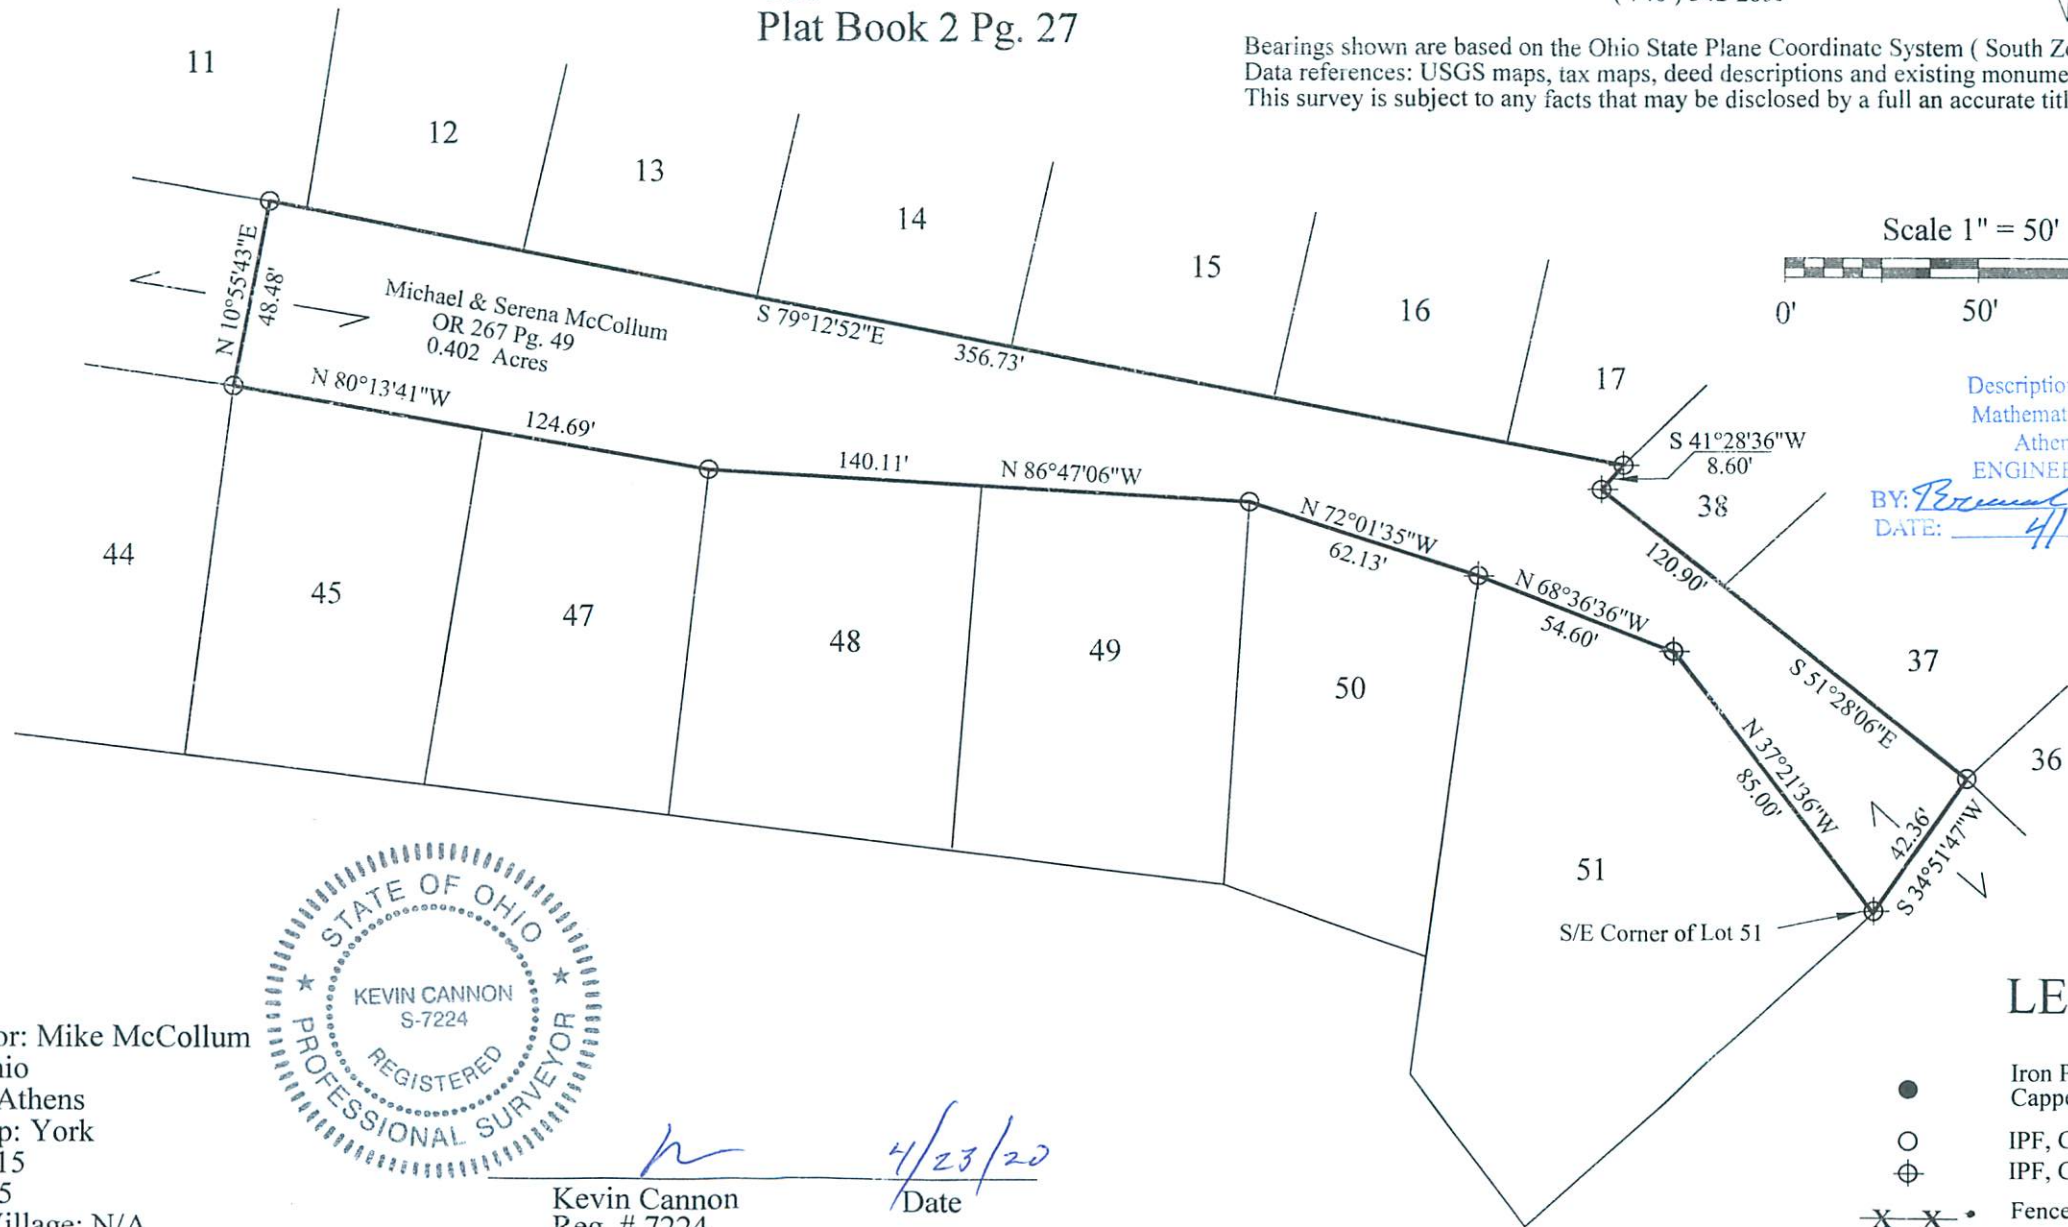 Plat Book 2 Pg. 27
Bearings shown are based on the Ohio State Plane Coordinate System ( South
Data references: USGS maps, tax maps, deed descriptions and existing
This survey is subject to any facts that may be disclosed by a full an accurate
11
12
13
14
15
16
17
Scale 1" = 50'
0'
50'
N 10°55'43"E
48.48'
Michael & Serena McCollum
OR 267 Pg. 49
0.402 Acres
S 79°12'52"E
356.73'
N 80°13'41"W
124.69'
140.11'
N 86°47'06"W
N 72°01'35"W
62.13'
N 68°36'36"W
54.60'
S 41°28'36"W
8.60'
38
120.90'
S 51°28'06"E
37
36
N 37°21'36"W
85.00'
42.36'
S 34°51'47"W
44
45
47
48
49
50
51
S/E Corner of Lot 51
BY:
DATE: 4/
STATE OF OHIO
KEVIN CANNON
S-7224
REGISTERED
PROFESSIONAL SURVEYOR
or: Mike McCollum
Athens
p: York
15
5
Village: N/A
4/23/20
Kevin Cannon
Date
Reg. # 7224
LE
Iron
Capp
IPF,
IPF,
X X
Fence